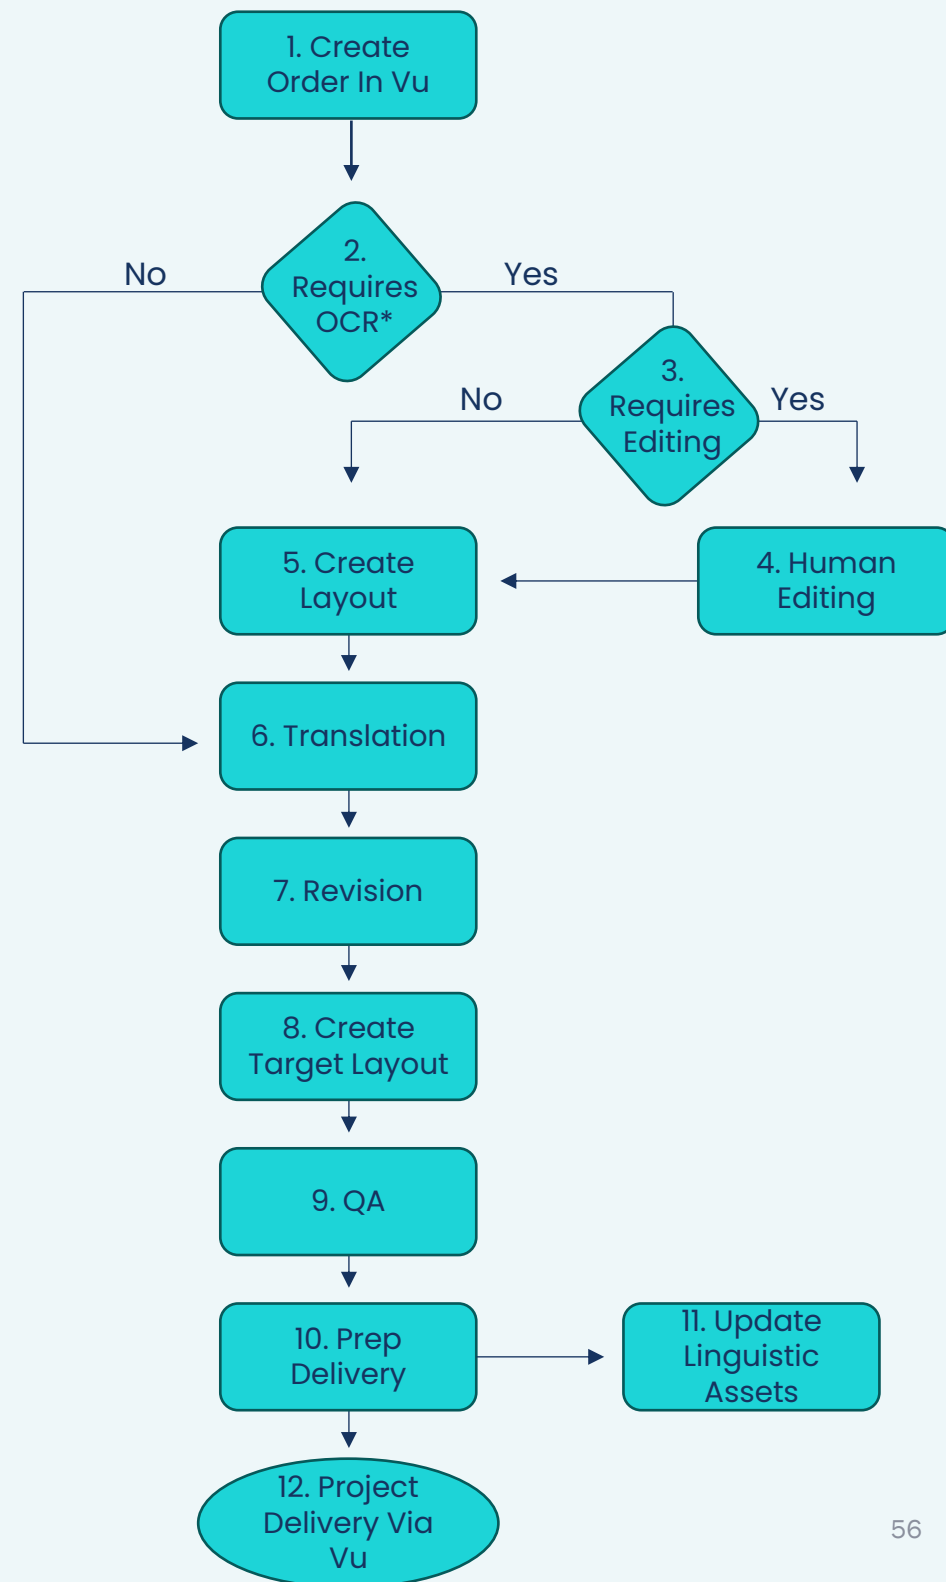 1. Create
Order In Vu
2.
Requires
OCR*
No
Yes
3.
Requires
Editing
No
Yes
4. Human
Editing
5. Create
Layout
6. Translation
7. Revision
8. Create
Target Layout
9. QA
10. Prep
Delivery
11. Update
Linguistic
Assets
12. Project
Delivery Via
Vu
56